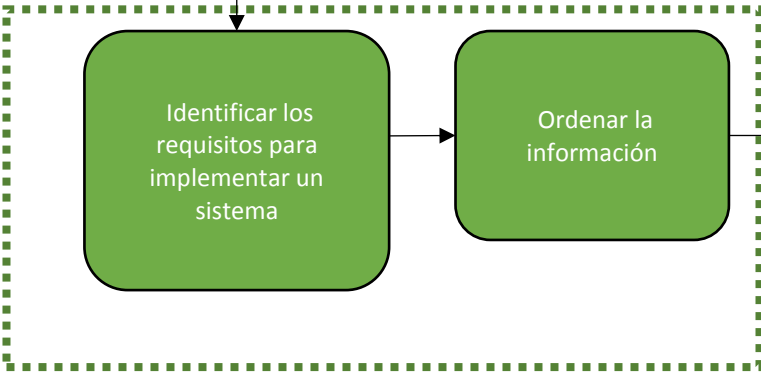 Identificar los
requisitos para
implementar un
sistema
Ordenar la
información